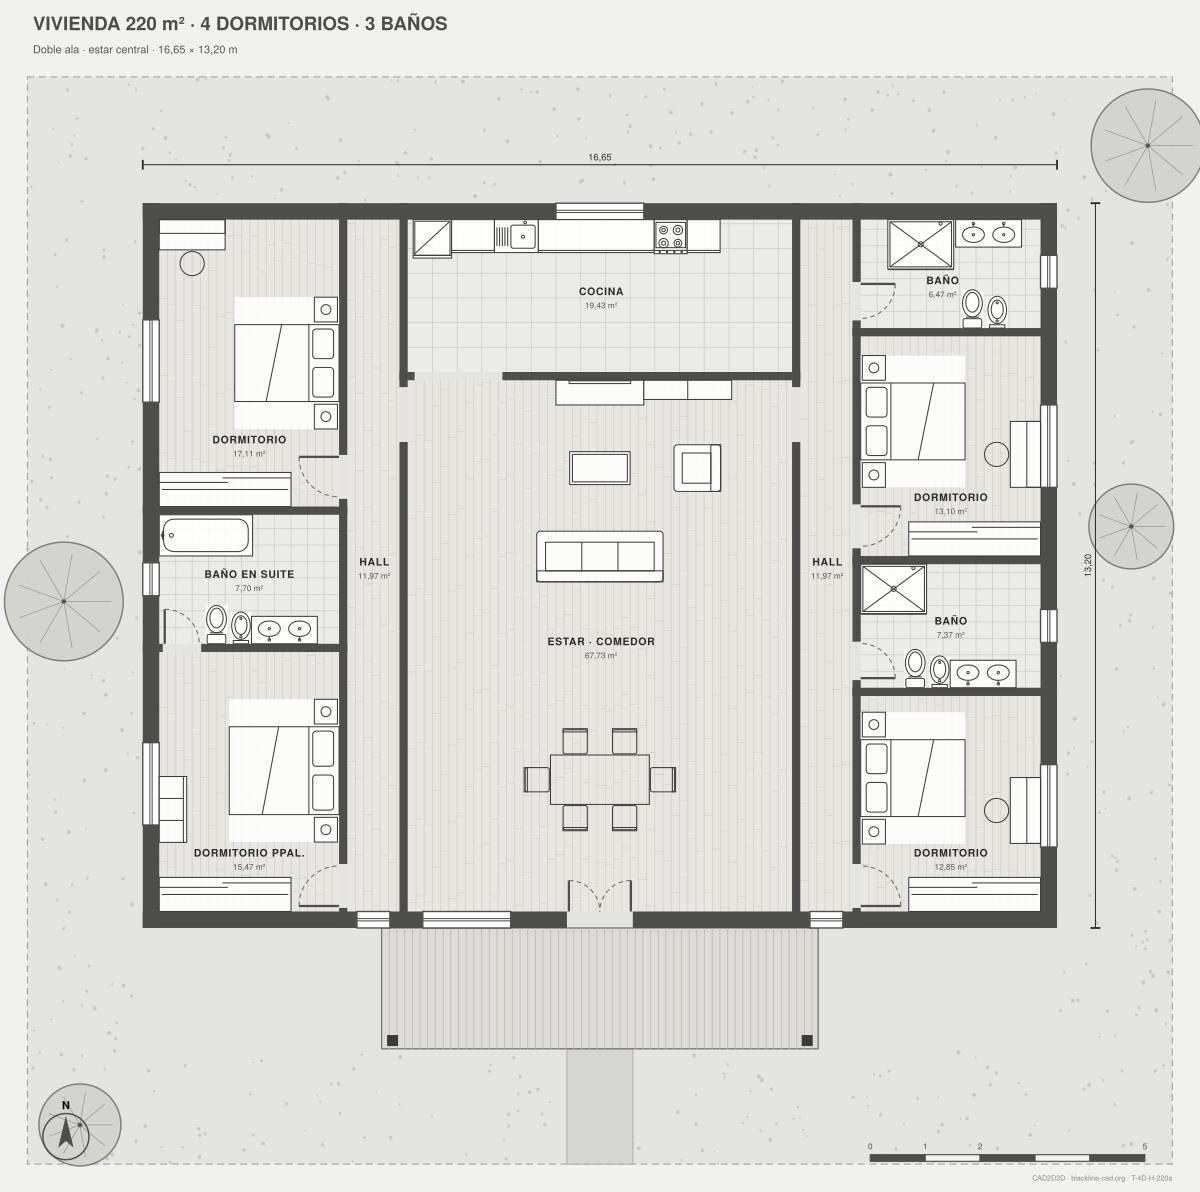 VIVIENDA 220 m² · 4 DORMITORIOS · 3 BAÑOS
Doble ala · estar central · 16,65 × 13,20 m
16,65
COCINA
19,43 m²
BAÑO
6,47 m²
DORMITORIO
17,11 m²
DORMITORIO
13,10 m²
HALL
11,97 m²
HALL
11,97 m²
13,20
BAÑO EN SUITE
7,70 m²
BAÑO
7,37 m²
ESTAR · COMEDOR
67,73 m²
DORMITORIO PPAL.
15,47 m²
DORMITORIO
12,85 m²
N
0 1 2 5
CAD2D3D · blackline-cad.org · T-4D-H-220a